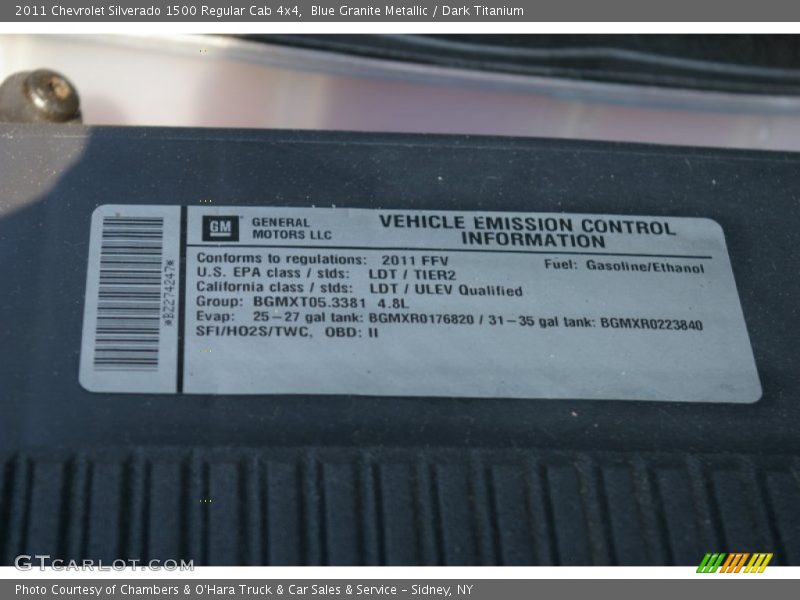 2011 Chevrolet Silverado 1500 Regular Cab 4x4, Blue Granite Metallic / Dark Titanium
GM GENERAL MOTORS LLC
VEHICLE EMISSION CONTROL
INFORMATION
Conforms to regulations: 2011 FFV
Fuel: Gasoline/Ethanol
U.S. EPA class / stds: LDT / TIER2
California class / stds: LDT / ULEV Qualified
Group: BGMXT05.3381 4.8L
Evap: 25-27 gal tank: BGMXR0176820 / 31-35 gal tank: BGMXR0223840
SFI/HO2S/TWC, OBD: II
*BZ274247*
GTCARLOT.COM
Photo Courtesy of Chambers & O'Hara Truck & Car Sales & Service - Sidney, NY